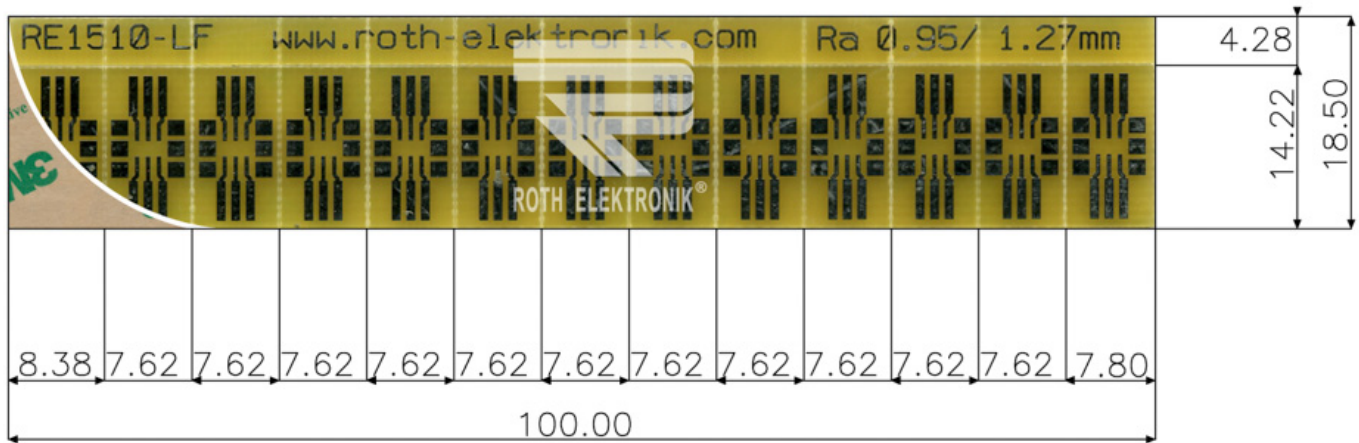 RE1510-LF www.roth-elektronik.com Ra 0.95/ 1.27mm
4.28
14.22
18.50
ROTH ELEKTRONIK®
8.38 7.62 7.62 7.62 7.62 7.62 7.62 7.62 7.62 7.62 7.62 7.62 7.80
100.00